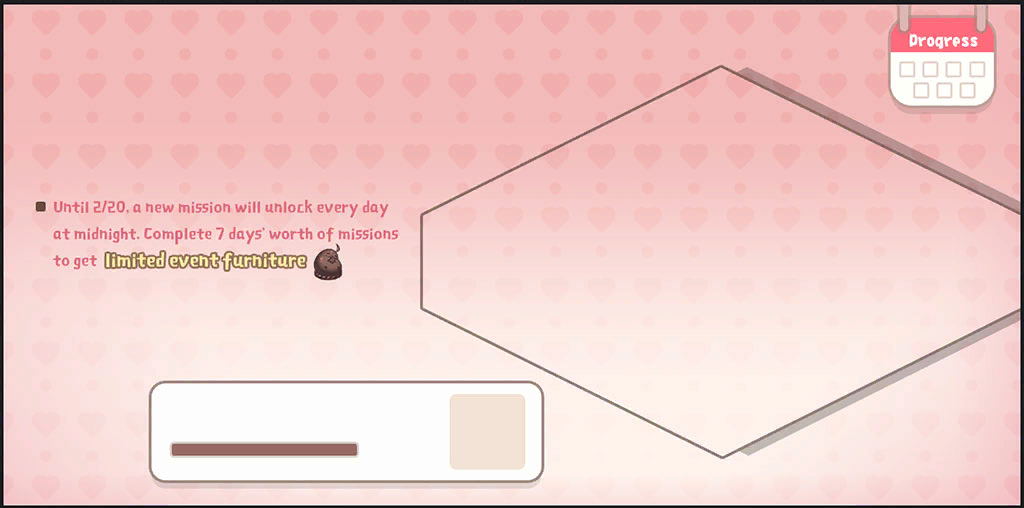 Progress
Until 2/20, a new mission will unlock every day
at midnight. Complete 7 days' worth of missions
to get limited event furniture